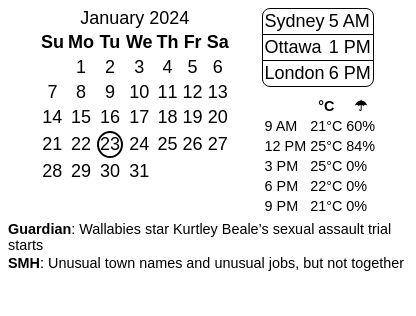 January 2024
Su Mo Tu We Th Fr Sa
1 2 3 4 5 6
7 8 9 10 11 12 13
14 15 16 17 18 19 20
21 22 23 24 25 26 27
28 29 30 31
Sydney 5 AM
Ottawa 1 PM
London 6 PM
°C ☂
9 AM 21°C 60%
12 PM 25°C 84%
3 PM 25°C 0%
6 PM 22°C 0%
9 PM 21°C 0%
Guardian: Wallabies star Kurtley Beale’s sexual assault trial
starts
SMH: Unusual town names and unusual jobs, but not together